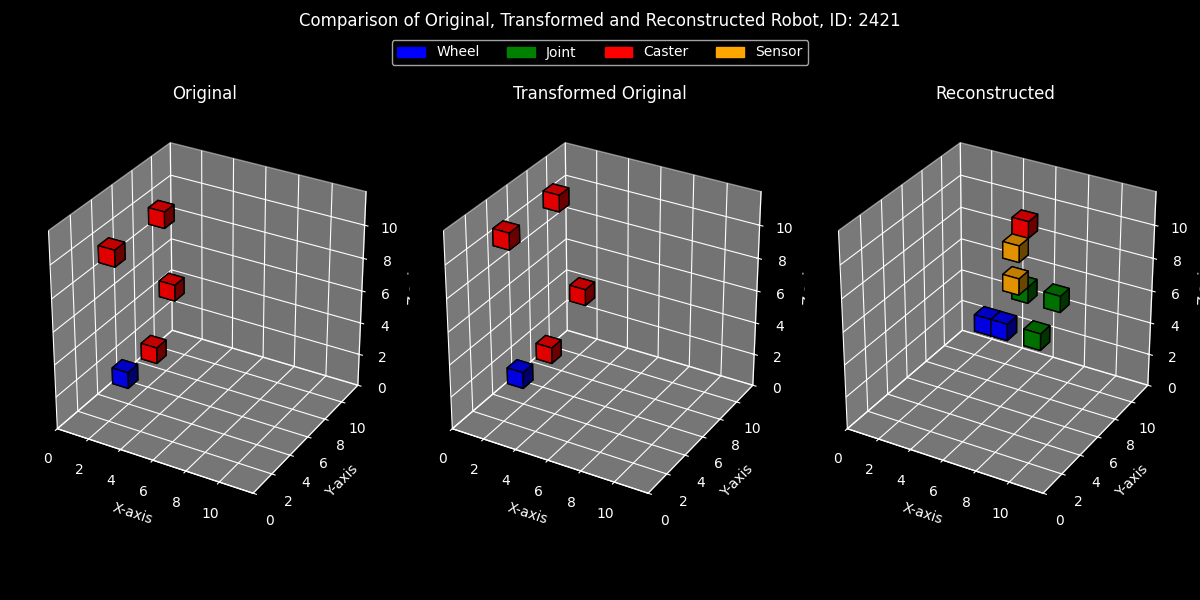 Comparison of Original, Transformed and Reconstructed Robot, ID: 2421
Wheel Joint Caster Sensor
Original
Transformed Original
Reconstructed
0 2 4 6 8 10
X-axis
0 2 4 6 8 10
Y-axis
0 2 4 6 8 10
0 2 4 6 8 10
X-axis
0 2 4 6 8 10
Y-axis
0 2 4 6 8 10
0 2 4 6 8 10
X-axis
0 2 4 6 8 10
Y-axis
0 2 4 6 8 10